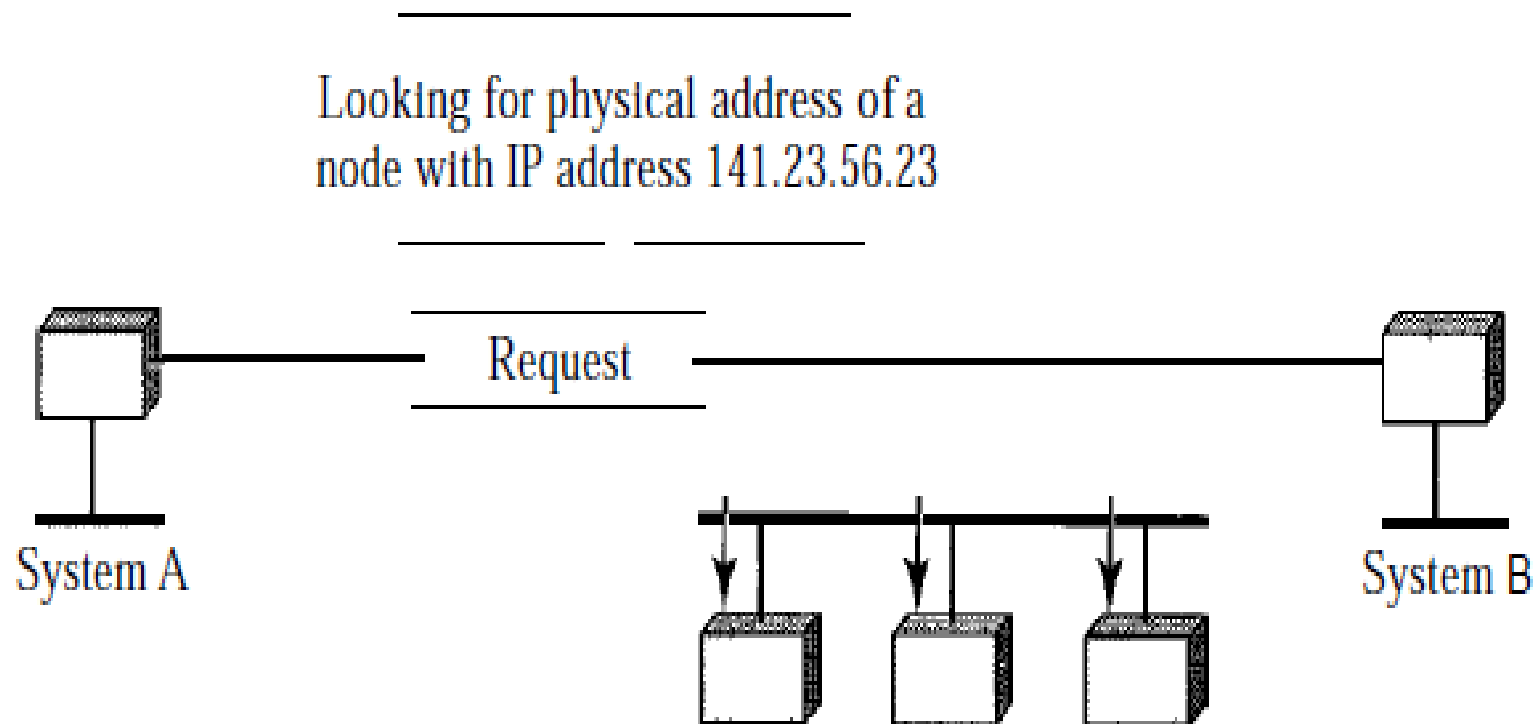 Looking for physical address of a
node with IP address 141.23.56.23
Request
System A
System B